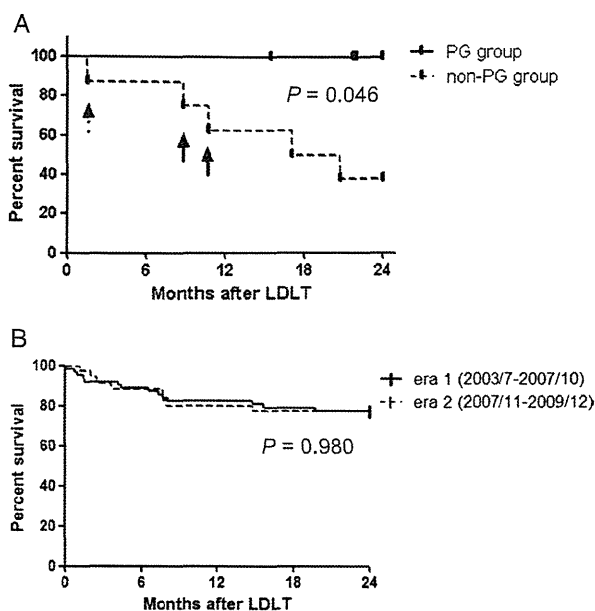 A
100
80
60
40
20
0
Percent survival
0 6 12 18 24
Months after LDLT
P = 0.046
PG group
non-PG group
B
100
80
60
40
20
0
Percent survival
0 6 12 18 24
Months after LDLT
P = 0.980
era 1 (2003/7-2007/10)
era 2 (2007/11-2009/12)